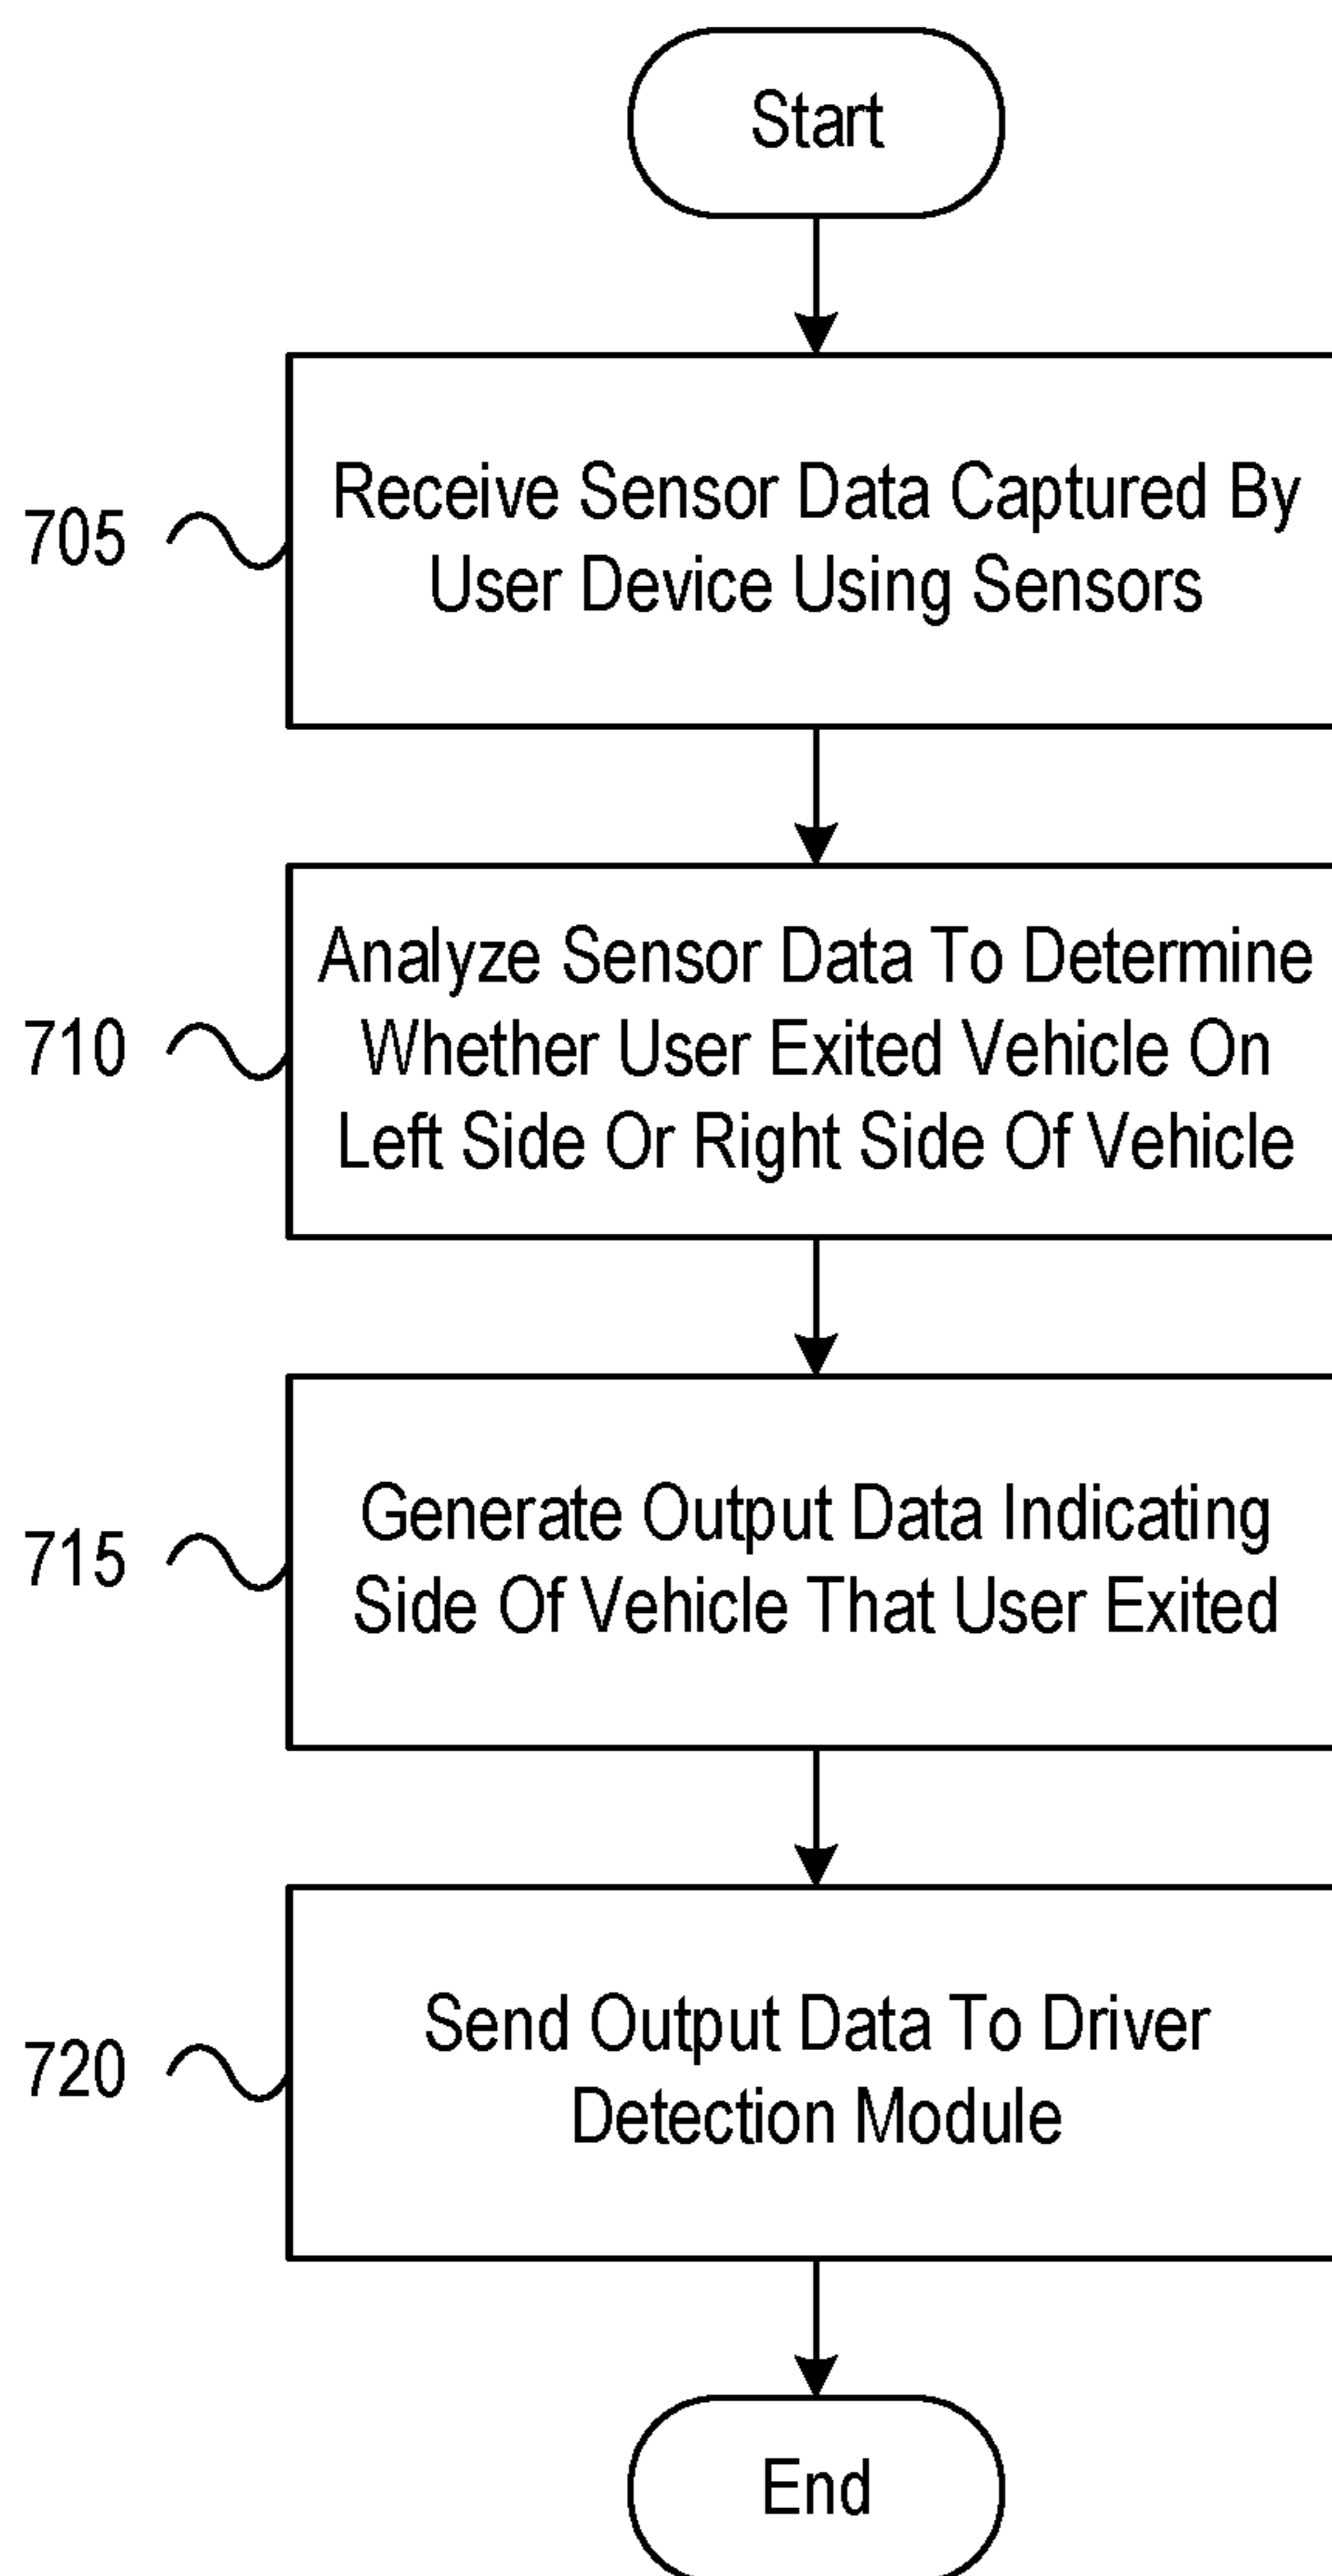 Start
705
Receive Sensor Data Captured By
User Device Using Sensors
710
Analyze Sensor Data To Determine
Whether User Exited Vehicle On
Left Side Or Right Side Of Vehicle
715
Generate Output Data Indicating
Side Of Vehicle That User Exited
720
Send Output Data To Driver
Detection Module
End